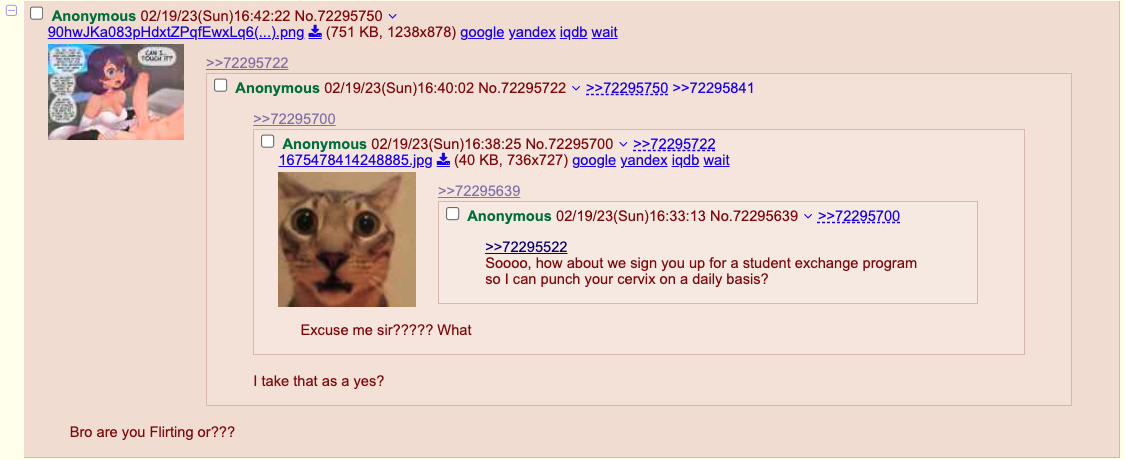 Anonymous 02/19/23(Sun)16:42:22 No.72295750
90hwJKa083pHdxtZPqfEwxLq6(...).png (751 KB, 1238x878) google yandex iqdb wait
CAN I... TOUCH IT?
>>72295722
Anonymous 02/19/23(Sun)16:40:02 No.72295722 >>72295750 >>72295841
>>72295700
Anonymous 02/19/23(Sun)16:38:25 No.72295700 >>72295722
1675478414248885.jpg (40 KB, 736x727) google yandex iqdb wait
>>72295639
Anonymous 02/19/23(Sun)16:33:13 No.72295639 >>72295700
>>72295522
Soooo, how about we sign you up for a student exchange program
so I can punch your cervix on a daily basis?
Excuse me sir????? What
I take that as a yes?
Bro are you Flirting or???